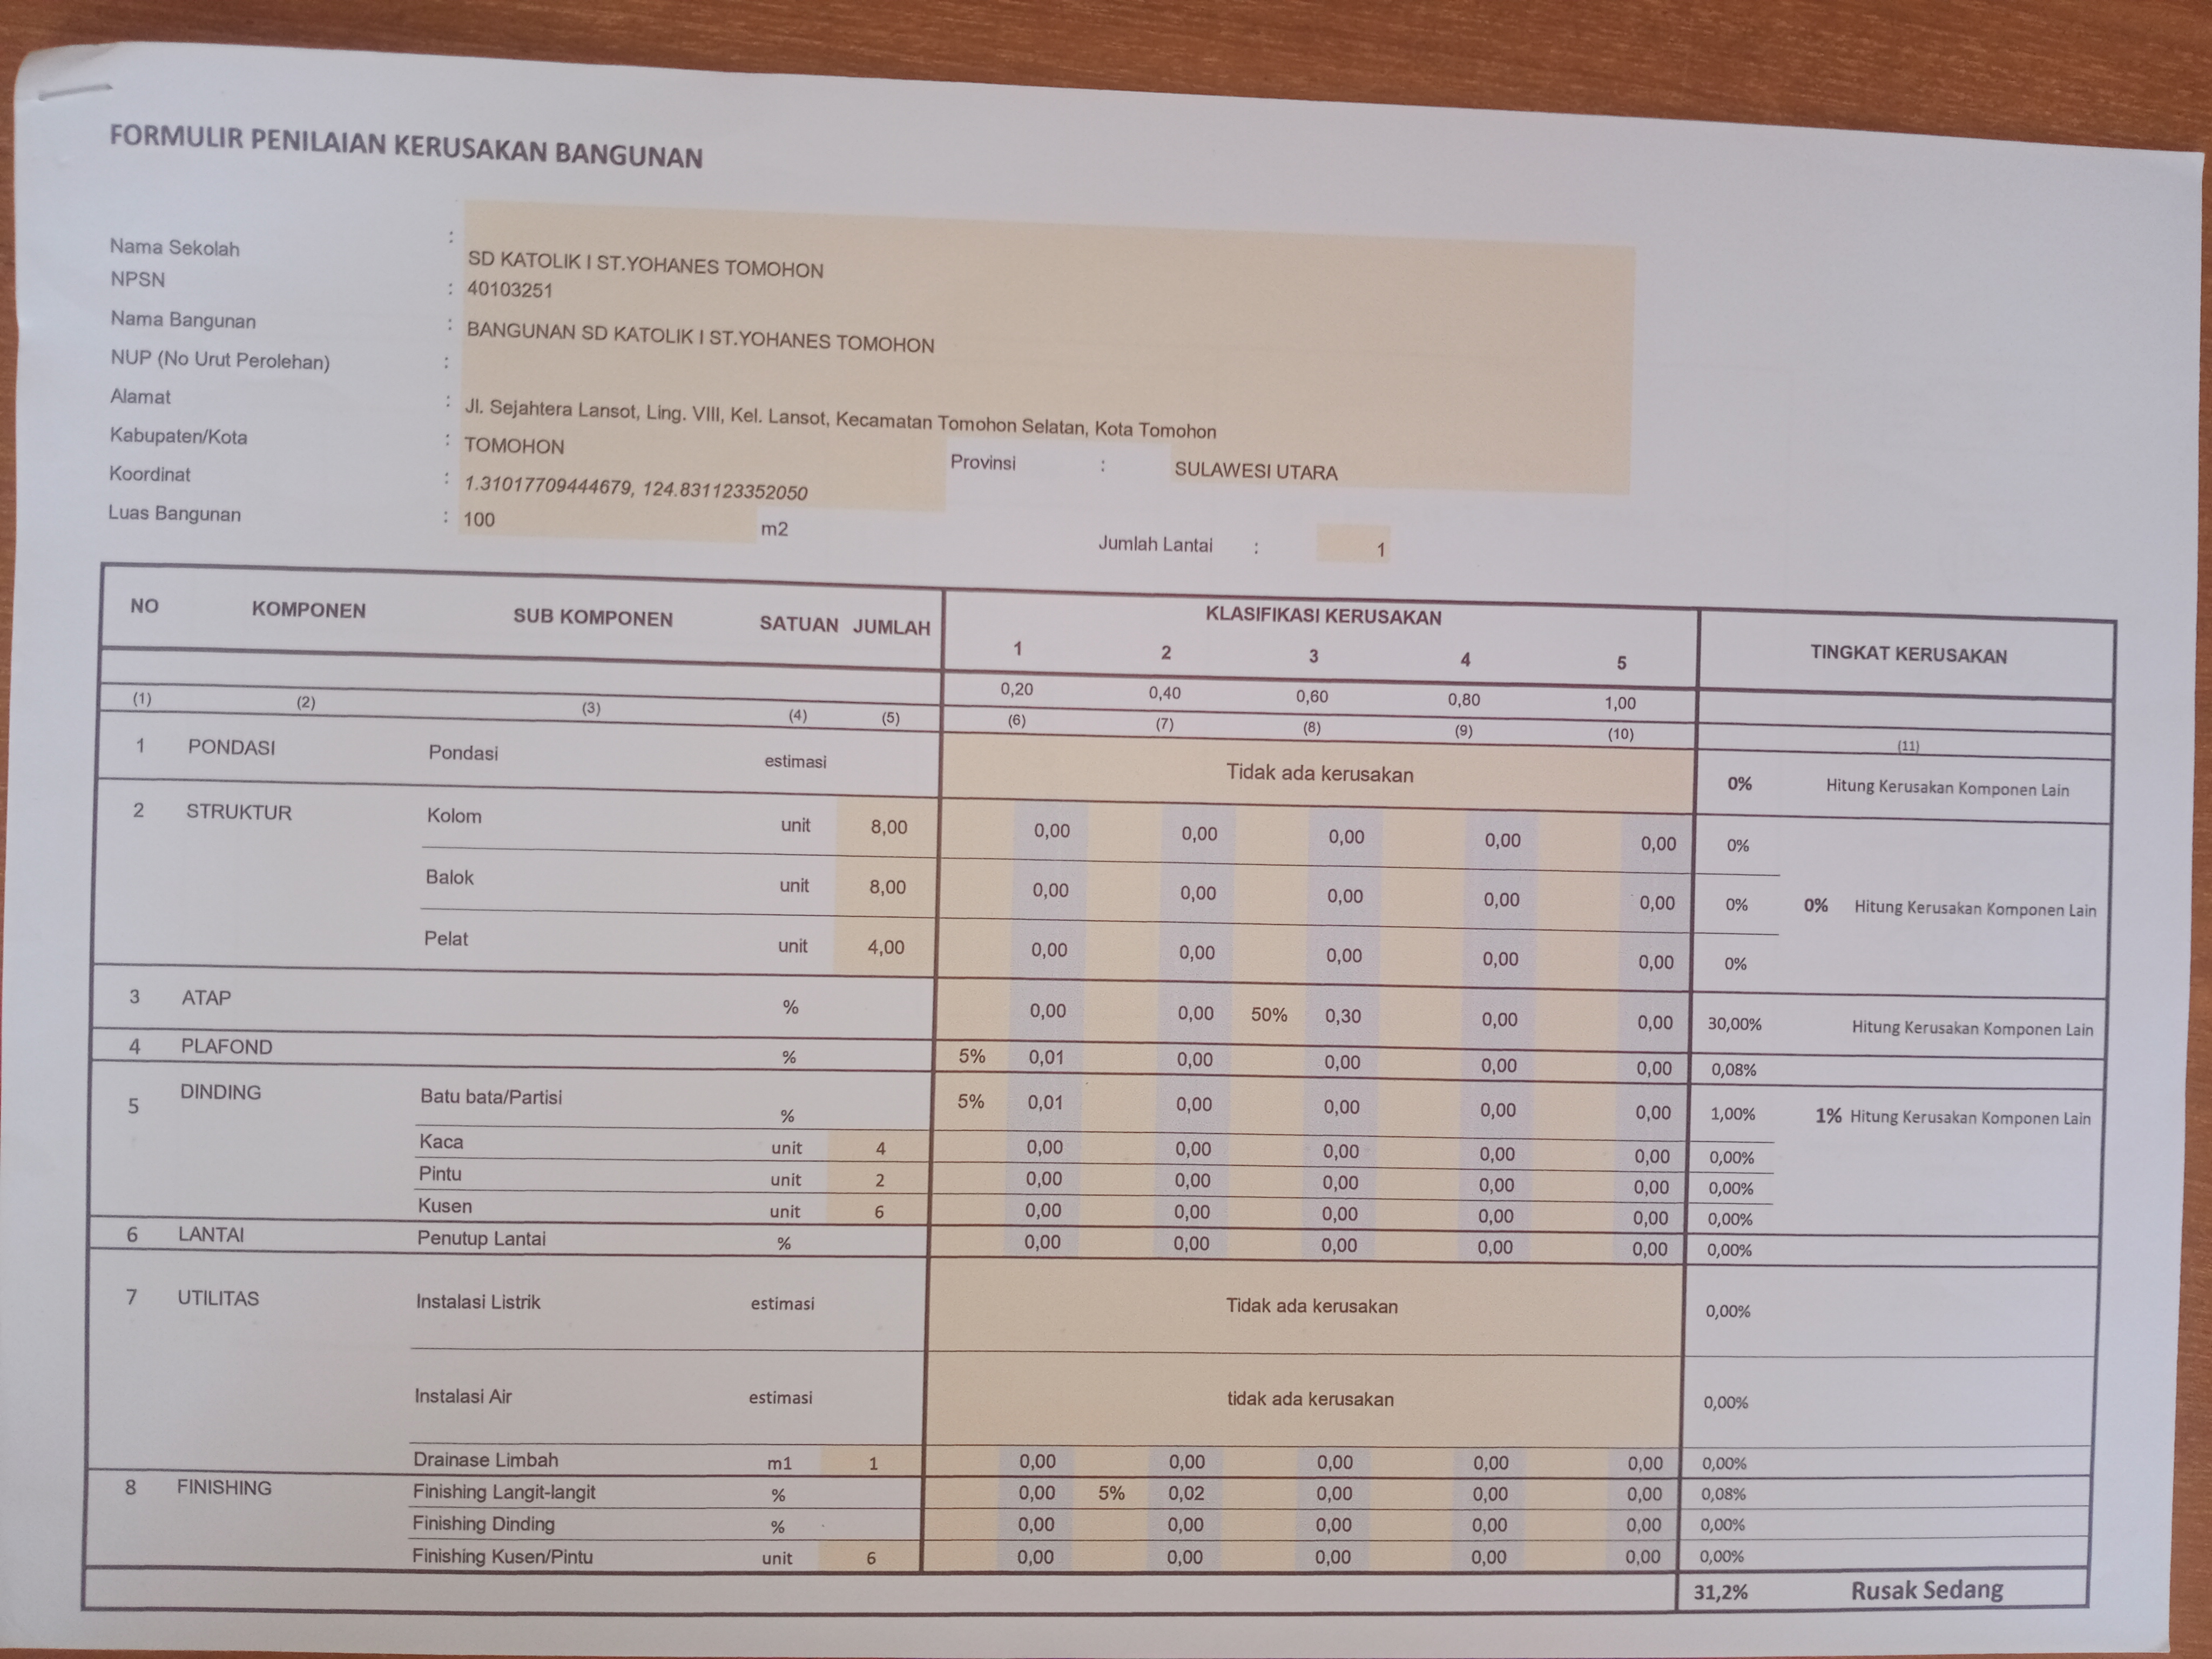 FORMULIR PENILAIAN KERUSAKAN BANGUNAN
Nama Sekolah : SD KATOLIK I ST.YOHANES TOMOHON
NPSN : 40103251
Nama Bangunan : BANGUNAN SD KATOLIK I ST.YOHANES TOMOHON
NUP (No Urut Perolehan) :
Alamat : Jl. Sejahtera Lansot, Ling. VIII, Kel. Lansot, Kecamatan Tomohon Selatan, Kota Tomohon
Kabupaten/Kota : TOMOHON Provinsi : SULAWESI UTARA
Koordinat : 1.31017709444679, 124.831123352050
Luas Bangunan : 100 m2 Jumlah Lantai : 1
NO KOMPONEN SUB KOMPONEN SATUAN JUMLAH KLASIFIKASI KERUSAKAN TINGKAT KERUSAKAN
1 2 3 4 5
0,20 0,40 0,60 0,80 1,00
(1) (2) (3) (4) (5) (6) (7) (8) (9) (10) (11)
1 PONDASI Pondasi estimasi Tidak ada kerusakan 0% Hitung Kerusakan Komponen Lain
2 STRUKTUR Kolom unit 8,00 0,00 0,00 0,00 0,00 0,00 0%
Balok unit 8,00 0,00 0,00 0,00 0,00 0,00 0% 0% Hitung Kerusakan Komponen Lain
Pelat unit 4,00 0,00 0,00 0,00 0,00 0,00 0%
3 ATAP % 0,00 0,00 50% 0,30 0,00 0,00 30,00% Hitung Kerusakan Komponen Lain
4 PLAFOND % 5% 0,01 0,00 0,00 0,00 0,00 0,08%
5 DINDING Batu bata/Partisi % 5% 0,01 0,00 0,00 0,00 0,00 1,00% 1% Hitung Kerusakan Komponen Lain
Kaca unit 4 0,00 0,00 0,00 0,00 0,00 0,00%
Pintu unit 2 0,00 0,00 0,00 0,00 0,00 0,00%
Kusen unit 6 0,00 0,00 0,00 0,00 0,00 0,00%
6 LANTAI Penutup Lantai % 0,00 0,00 0,00 0,00 0,00 0,00%
7 UTILITAS Instalasi Listrik estimasi Tidak ada kerusakan 0,00%
Instalasi Air estimasi tidak ada kerusakan 0,00%
Drainase Limbah m1 1 0,00 0,00 0,00 0,00 0,00 0,00%
8 FINISHING Finishing Langit-langit % 0,00 5% 0,02 0,00 0,00 0,00 0,08%
Finishing Dinding % 0,00 0,00 0,00 0,00 0,00 0,00%
Finishing Kusen/Pintu unit 6 0,00 0,00 0,00 0,00 0,00 0,00%
31,2% Rusak Sedang